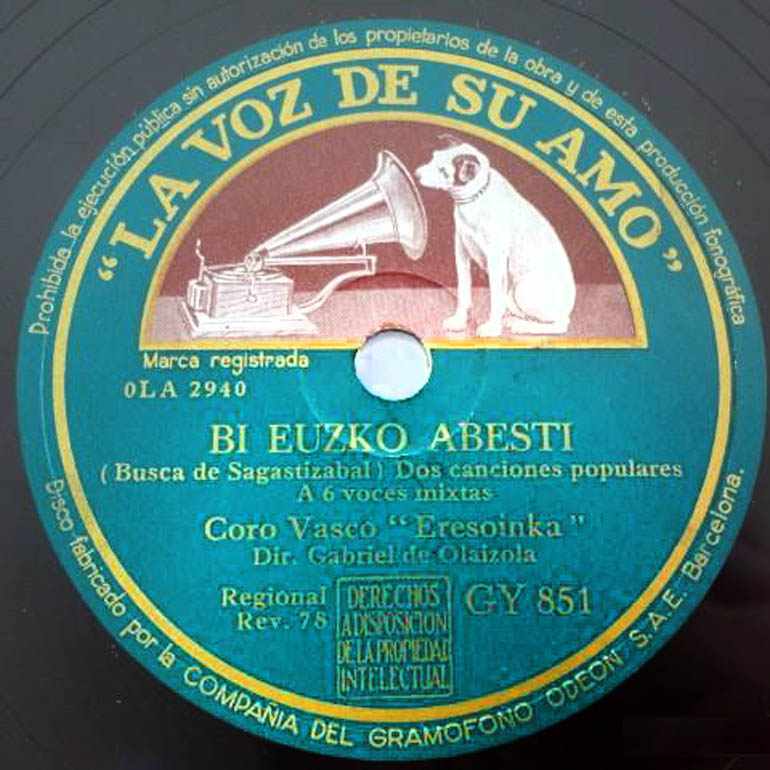 Prohibida la ejecución pública sin autorización de los propietarios de la obra y de esta producción fonográfica
"LA VOZ DE SU AMO"
Marca registrada
0LA 2940
BI EUZKO ABESTI
(Busca de Sagastizabal) Dos canciones populares
A 6 voces mixtas
Coro Vasco "Eresoinka"
Dir. Gabriel de Olaizola
Regional
Rev. 78
DERECHOS
A DISPOSICION
DE LA PROPIEDAD
INTELECTUAL
GY 851
Disco fabricado por la COMPAÑIA DEL GRAMOFONO ODEON S.A.E. Barcelona.